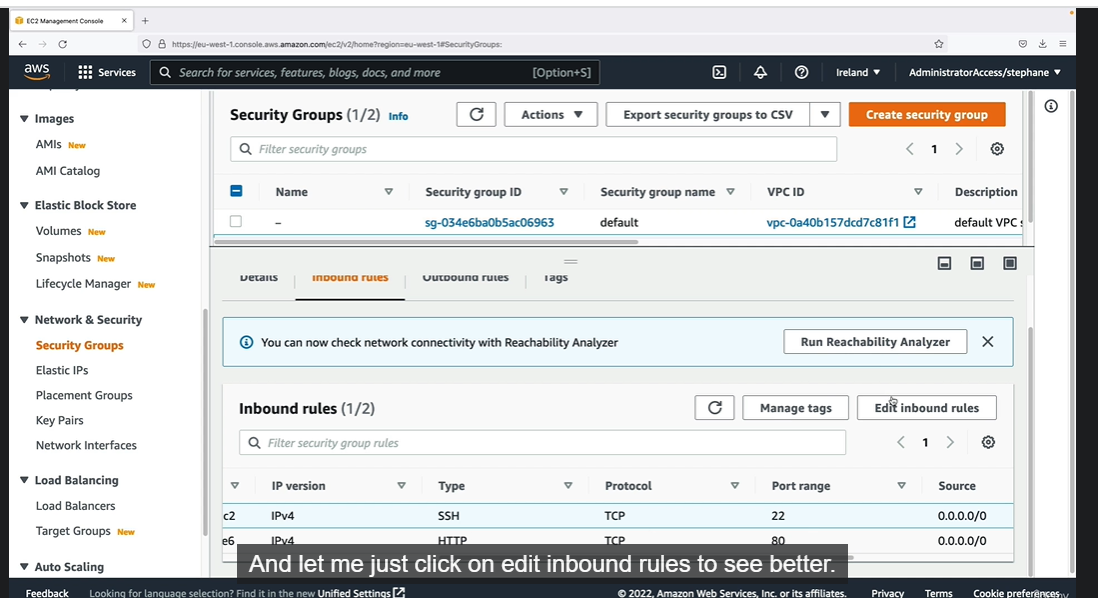 EC2 Management Console
https://eu-west-1.console.aws.amazon.com/ec2/v2/home?region=eu-west-1#SecurityGroups:
aws Services Search for services, features, blogs, docs, and more [Option+S] Ireland AdministratorAccess/stephane
Images
AMIs New
AMI Catalog
Elastic Block Store
Volumes New
Snapshots New
Lifecycle Manager New
Network & Security
Security Groups
Elastic IPs
Placement Groups
Key Pairs
Network Interfaces
Load Balancing
Load Balancers
Target Groups New
Auto Scaling
Security Groups (1/2) Info Actions Export security groups to CSV Create security group
Filter security groups 1
Name Security group ID Security group name VPC ID Description
– sg-034e6ba0b5ac06963 default vpc-0a40b157dcd7c81f1 default VPC s
Details Inbound rules Outbound rules Tags
You can now check network connectivity with Reachability Analyzer Run Reachability Analyzer
Inbound rules (1/2) Manage tags Edit inbound rules
Filter security group rules 1
IP version Type Protocol Port range Source
c2 IPv4 SSH TCP 22 0.0.0.0/0
e6 IPv4 HTTP TCP 80 0.0.0.0/0
And let me just click on edit inbound rules to see better.
Feedback Looking for language selection? Find it in the new Unified Settings © 2022, Amazon Web Services, Inc. or its affiliates. Privacy Terms Cookie preferences